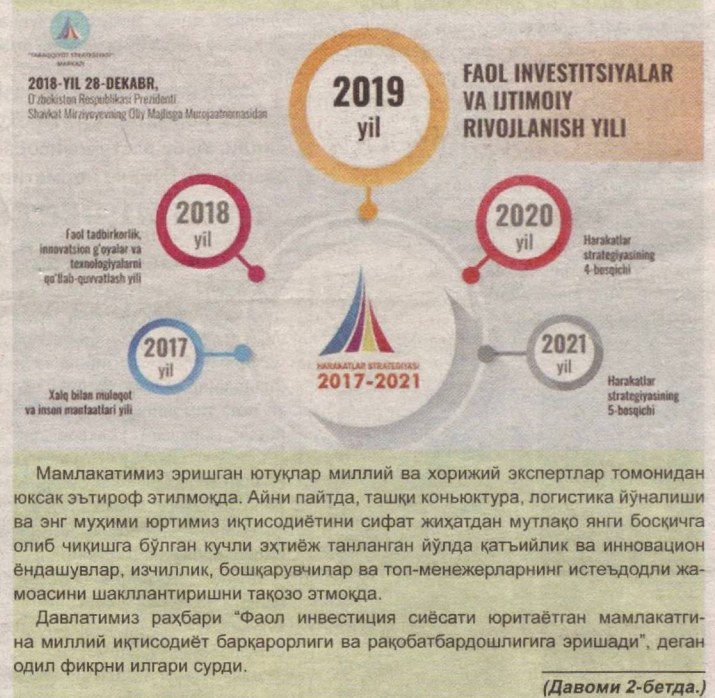 "TARAQQIYOT STRATEGIYASI"
MARKAZI
2018-YIL 28-DEKABR,
O'zbekiston Respublikasi Prezidenti
Shavkat Mirziyoyevning Oliy Majlisga Murojaatnomasidan
2019
yil
FAOL INVESTITSIYALAR
VA IJTIMOIY
RIVOJLANISH YILI
2018
yil
Faol tadbirkorlik,
innovatsion g'oyalar va
texnologiyalarni
qo'llab-quvvatlash yili
2020
yil
Harakatlar
strategiyasining
4-bosqichi
2017
yil
Xalq bilan muloqot
va inson manfaatlari yili
HARAKATLAR STRATEGIYASI
2017-2021
2021
yil
Harakatlar
strategiyasining
5-bosqichi
Мамлакатимиз эришган ютуқлар миллий ва хорижий экспертлар томонидан
юксак эътироф этилмоқда. Айни пайтда, ташқи коньюктура, логистика йўналиши
ва энг муҳими юртимиз иқтисодиётини сифат жиҳатдан мутлақо янги босқичга
олиб чиқишга бўлган кучли эҳтиёж танланган йўлда қатъийлик ва инновацион
ёндашувлар, изчиллик, бошқарувчилар ва топ-менежерларнинг истеъдодли жа-
моасини шакллантиришни тақозо этмоқда.
Давлатимиз раҳбари “Фаол инвестиция сиёсати юритаётган мамлакатги-
на миллий иқтисодиёт барқарорлиги ва рақобатбардошлигига эришади”, деган
одил фикрни илгари сурди.
(Давоми 2-бетда.)